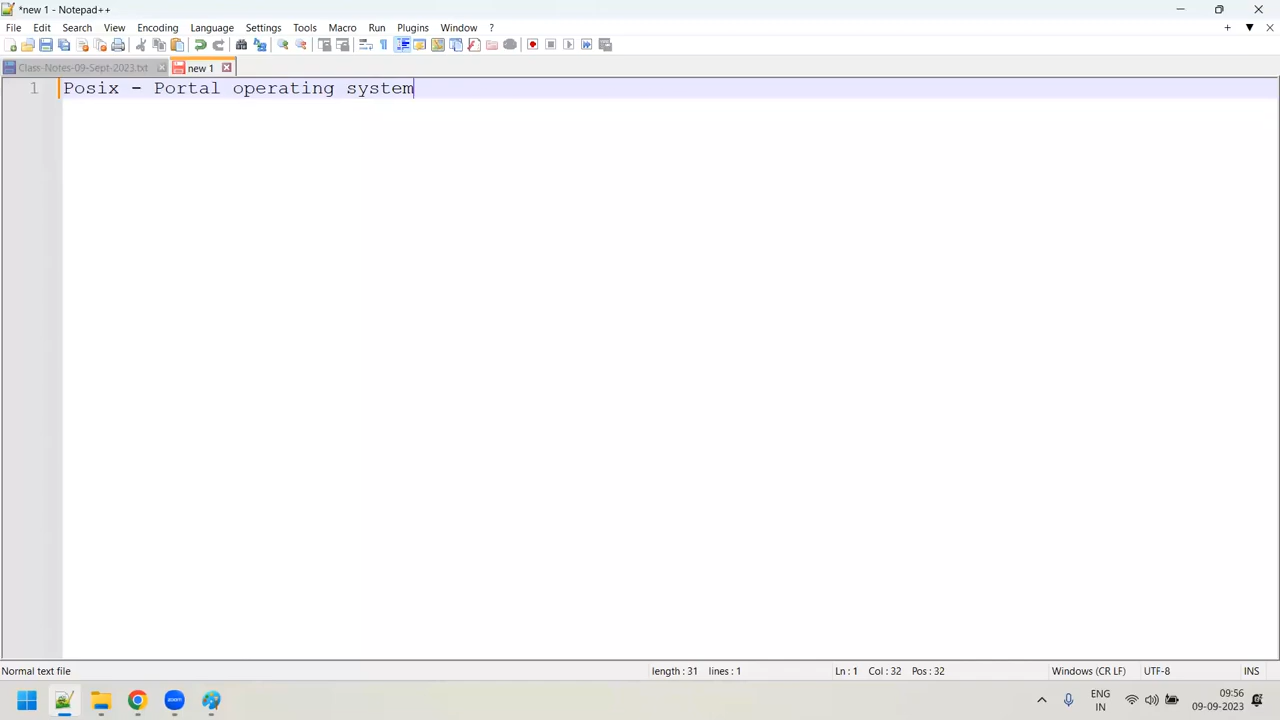 *new 1 - Notepad++
File Edit Search View Encoding Language Settings Tools Macro Run Plugins Window ?
Class-Notes-09-Sept-2023.txt new 1
1 Posix - Portal operating system
Normal text file length : 31 lines : 1 Ln : 1 Col : 32 Pos : 32 Windows (CR LF) UTF-8 INS
zoom ENG 09:56
IN 09-09-2023